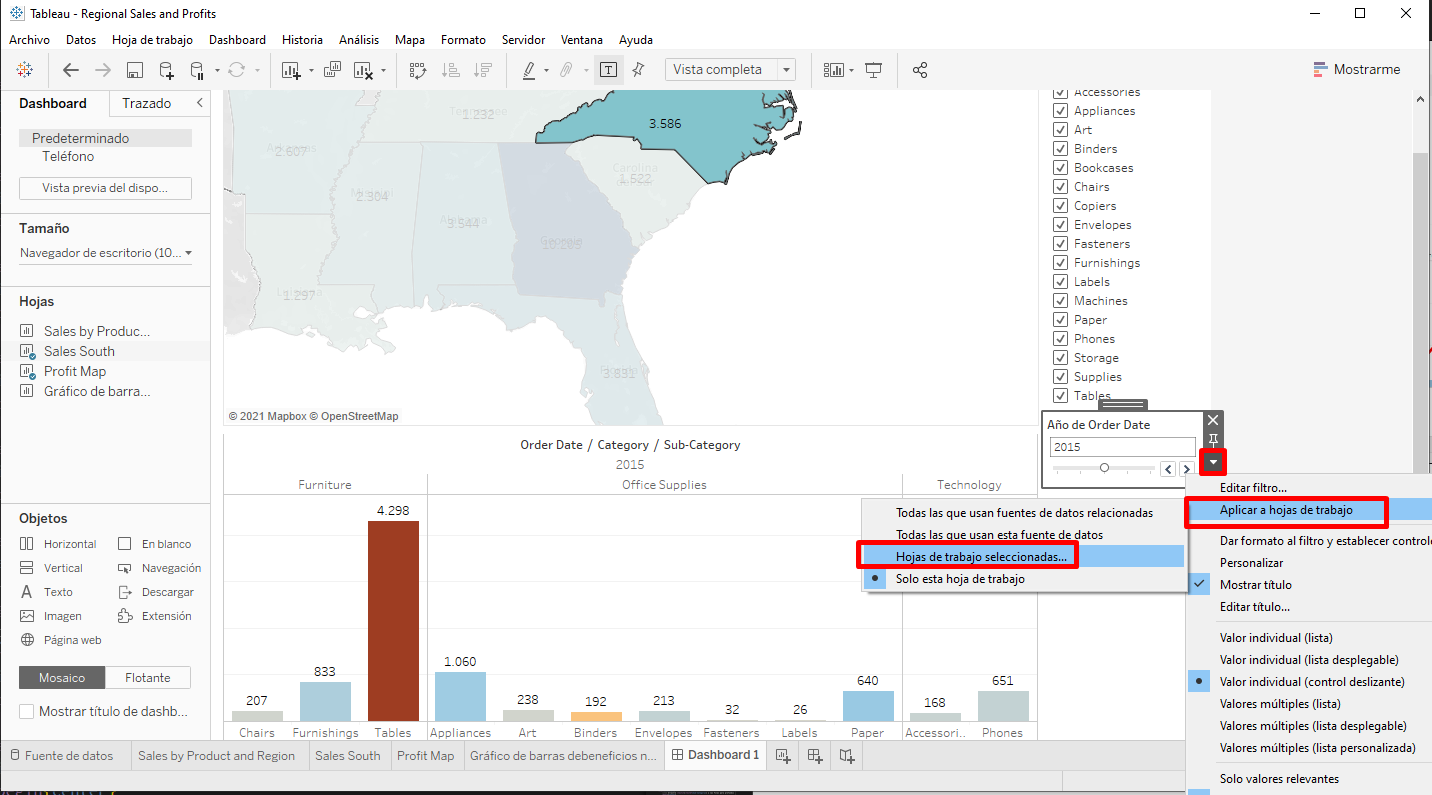 Tableau - Regional Sales and Profits
Archivo Datos Hoja de trabajo Dashboard Historia Análisis Mapa Formato Servidor Ventana Ayuda
Vista completa
Mostrarme
Dashboard Trazado
Predeterminado
Teléfono
Vista previa del dispo...
Tamaño
Navegador de escritorio (10...
Hojas
Sales by Produc...
Sales South
Profit Map
Gráfico de barra...
Objetos
Horizontal En blanco
Vertical Navegación
Texto Descargar
Imagen Extensión
Página web
Mosaico Flotante
Mostrar título de dashb...
3.586
1.232
2.607
Carolina
1.522
2.304
Alabama
3.544
Georgia
1.297
3.831
© 2021 Mapbox © OpenStreetMap
Accessories
Appliances
Art
Binders
Bookcases
Chairs
Copiers
Envelopes
Fasteners
Furnishings
Labels
Machines
Paper
Phones
Storage
Supplies
Tables
Año de Order Date
2015
Order Date / Category / Sub-Category
2015
Furniture Office Supplies Technology
4.298
833
207
1.060
238
192
213
32
26
640
168
651
Chairs Furnishings Tables Appliances Art Binders Envelopes Fasteners Labels Paper Accessori.. Phones
Editar filtro...
Aplicar a hojas de trabajo
Dar formato al filtro y establecer control
Personalizar
Mostrar título
Editar título...
Valor individual (lista)
Valor individual (lista desplegable)
Valor individual (control deslizante)
Valores múltiples (lista)
Valores múltiples (lista desplegable)
Valores múltiples (lista personalizada)
Solo valores relevantes
Todas las que usan fuentes de datos relacionadas
Todas las que usan esta fuente de datos
Hojas de trabajo seleccionadas...
Solo esta hoja de trabajo
Fuente de datos Sales by Product and Region Sales South Profit Map Gráfico de barras debeneficios n... Dashboard 1